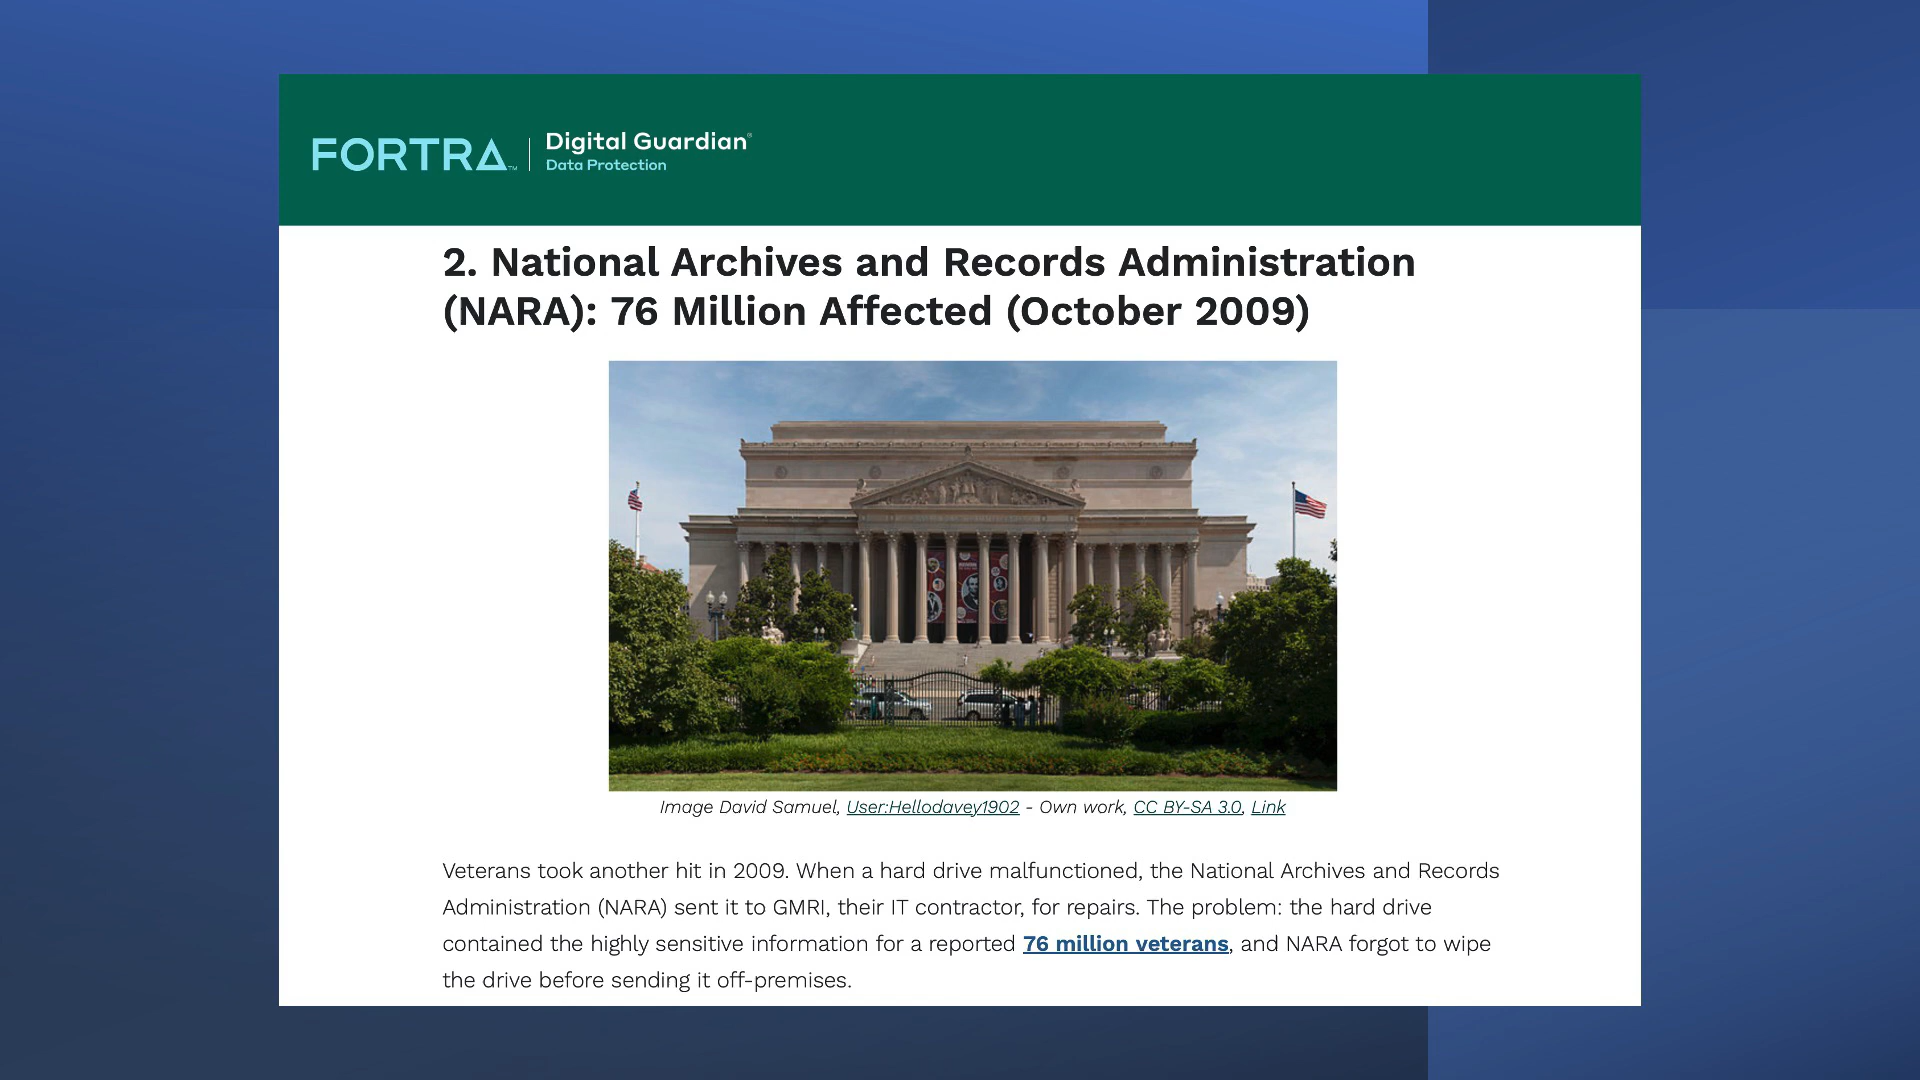 FORTRA™ | Digital Guardian®
Data Protection
2. National Archives and Records Administration
(NARA): 76 Million Affected (October 2009)
Image David Samuel, User:Hellodavey1902 - Own work, CC BY-SA 3.0, Link
Veterans took another hit in 2009. When a hard drive malfunctioned, the National Archives and Records
Administration (NARA) sent it to GMRI, their IT contractor, for repairs. The problem: the hard drive
contained the highly sensitive information for a reported 76 million veterans, and NARA forgot to wipe
the drive before sending it off-premises.